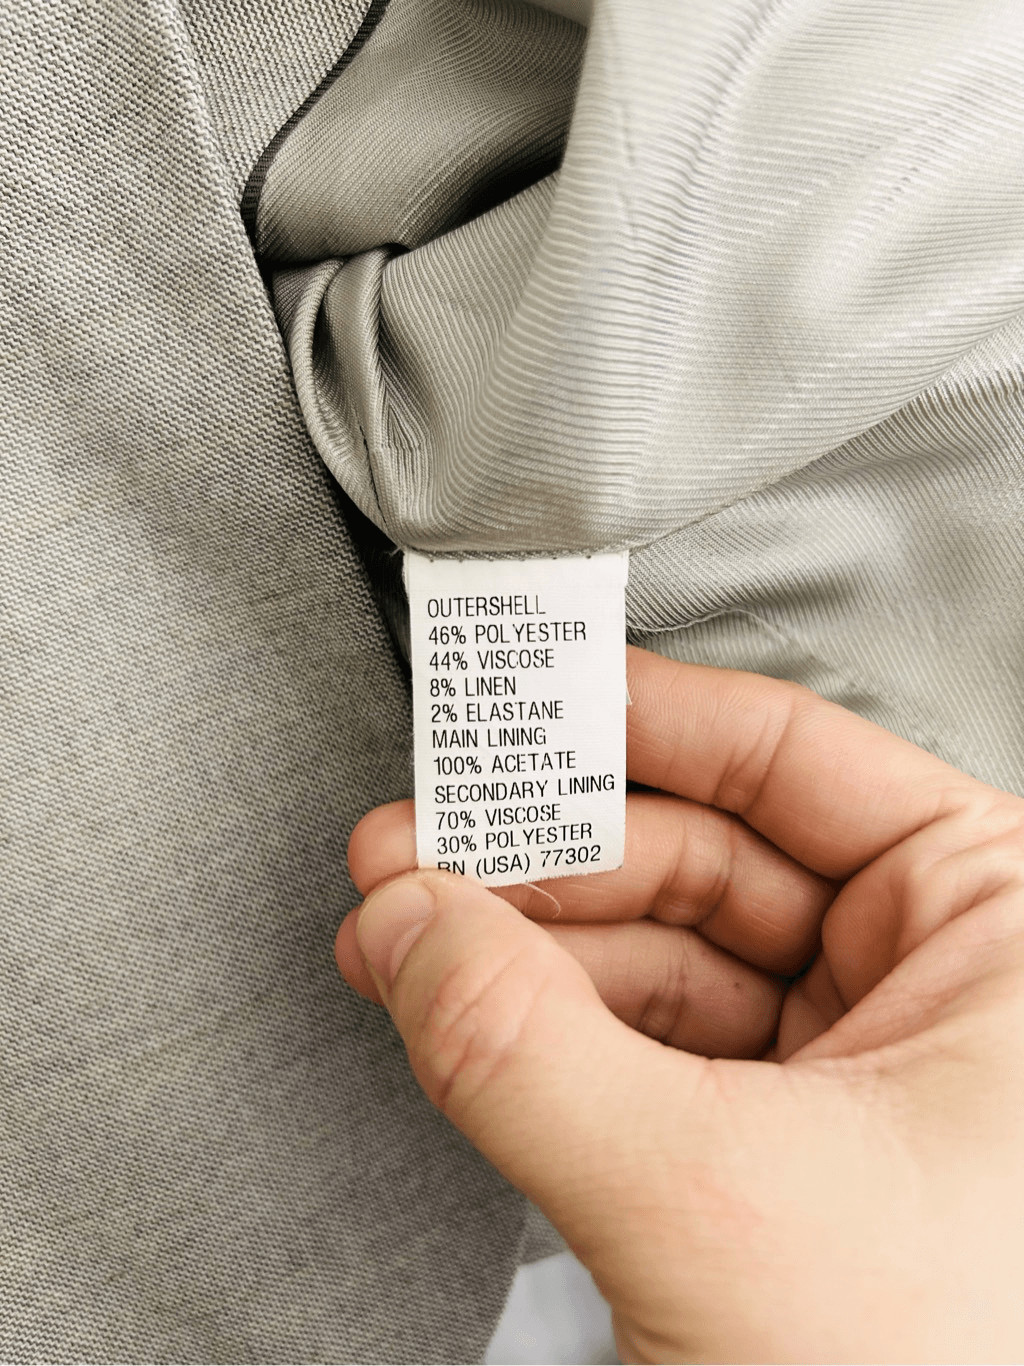 OUTERSHELL
46% POLYESTER
44% VISCOSE
8% LINEN
2% ELASTANE
MAIN LINING
100% ACETATE
SECONDARY LINING
70% VISCOSE
30% POLYESTER
RN (USA) 77302